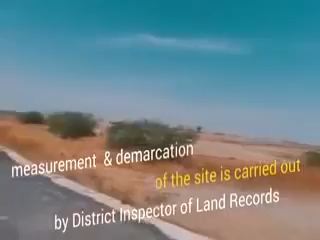 measurement & demarcation
of the site is carried out
by District Inspector of Land Records